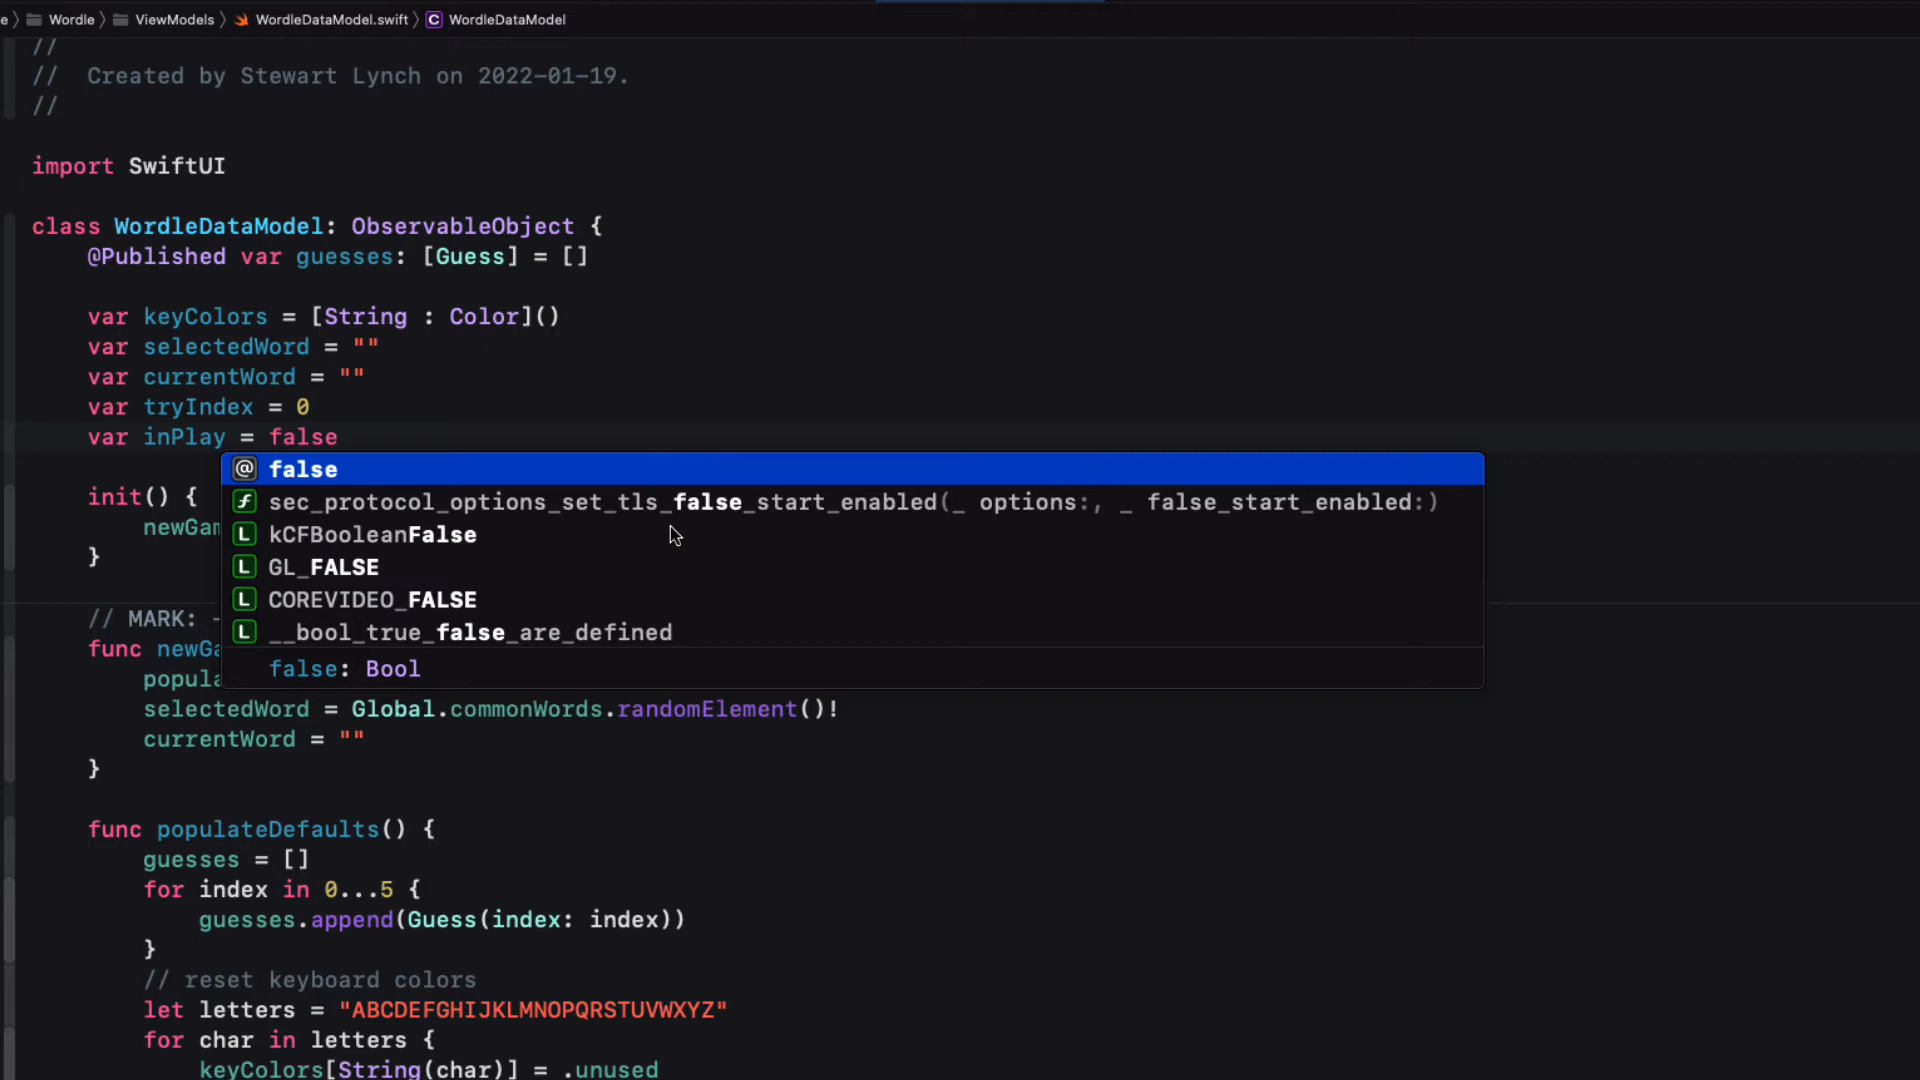 e Wordle ViewModels WordleDataModel.swift C WordleDataModel
//
// Created by Stewart Lynch on 2022-01-19.
//
import SwiftUI
class WordleDataModel: ObservableObject {
@Published var guesses: [Guess] = []
var keyColors = [String : Color]()
var selectedWord = ""
var currentWord = ""
var tryIndex = 0
var inPlay = false
@ false
f sec_protocol_options_set_tls_false_start_enabled(_ options:, _ false_start_enabled:)
init() {
L kCFBooleanFalse
newGam
}
L GL_FALSE
L COREVIDEO_FALSE
// MARK: -
L __bool_true_false_are_defined
func newGa
false: Bool
popula
selectedWord = Global.commonWords.randomElement()!
currentWord = ""
}
func populateDefaults() {
guesses = []
for index in 0...5 {
guesses.append(Guess(index: index))
}
// reset keyboard colors
let letters = "ABCDEFGHIJKLMNOPQRSTUVWXYZ"
for char in letters {
keyColors[String(char)] = .unused